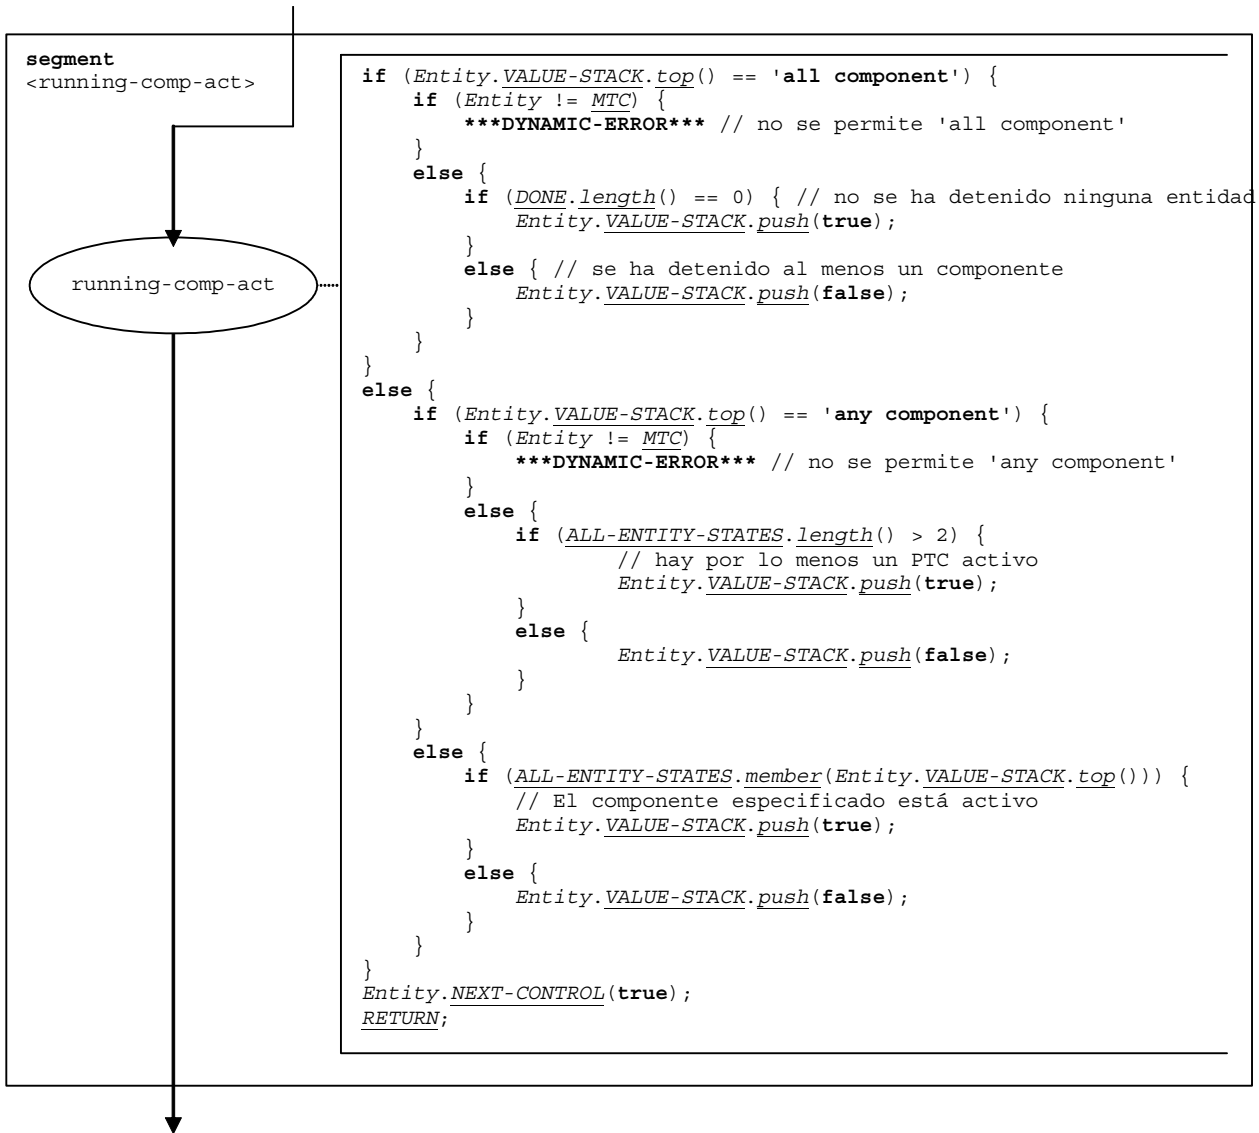 segment
<running-comp-act>
running-comp-act
if (Entity.VALUE-STACK.top() == 'all component') {
if (Entity != MTC) {
***DYNAMIC-ERROR*** // no se permite 'all component'
}
else {
if (DONE.length() == 0) { // no se ha detenido ninguna entidad
Entity.VALUE-STACK.push(true);
}
else { // se ha detenido al menos un componente
Entity.VALUE-STACK.push(false);
}
}
}
else {
if (Entity.VALUE-STACK.top() == 'any component') {
if (Entity != MTC) {
***DYNAMIC-ERROR*** // no se permite 'any component'
}
else {
if (ALL-ENTITY-STATES.length() > 2) {
// hay por lo menos un PTC activo
Entity.VALUE-STACK.push(true);
}
else {
Entity.VALUE-STACK.push(false);
}
}
}
else {
if (ALL-ENTITY-STATES.member(Entity.VALUE-STACK.top())) {
// El componente especificado está activo
Entity.VALUE-STACK.push(true);
}
else {
Entity.VALUE-STACK.push(false);
}
}
}
Entity.NEXT-CONTROL(true);
RETURN;